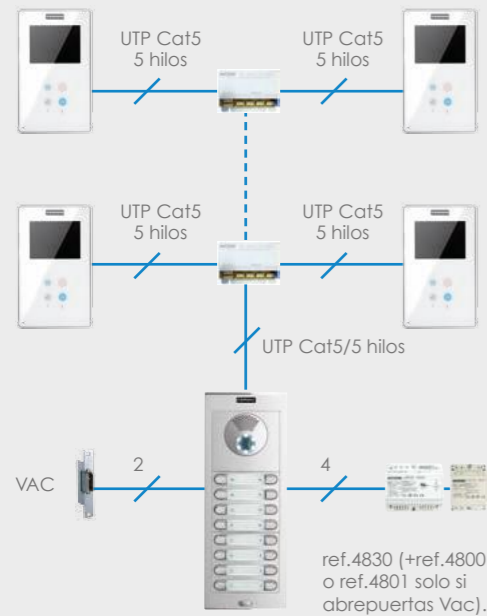 UTP Cat5
5 hilos
UTP Cat5
5 hilos
UTP Cat5
5 hilos
UTP Cat5
5 hilos
UTP Cat5/5 hilos
VAC
2
4
ref.4830 (+ref.4800
o ref.4801 solo si
abrepuertas Vac).